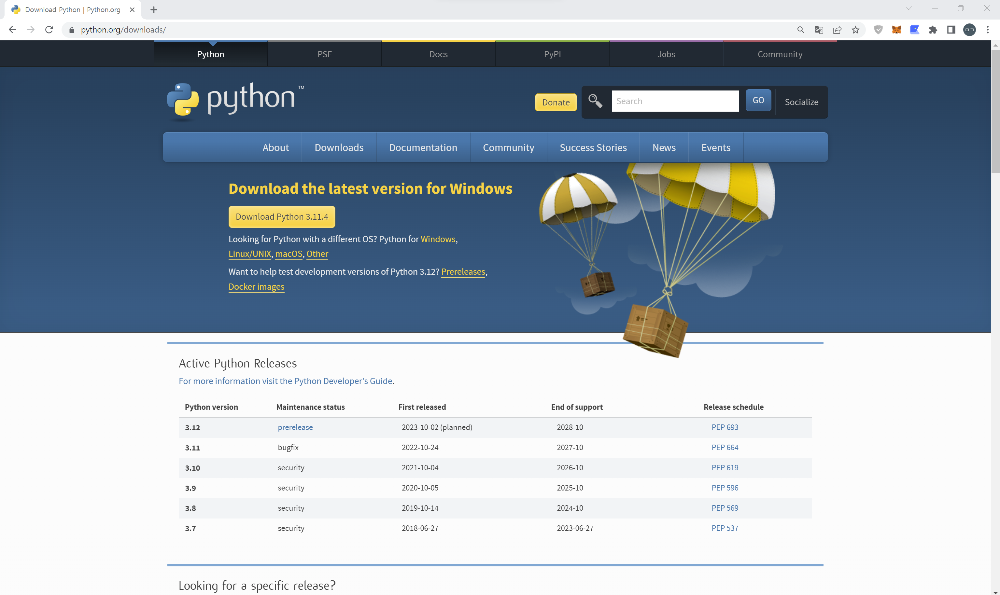 Download Python | Python.org
python.org/downloads/
Python PSF Docs PyPI Jobs Community
python™
Donate Search GO Socialize
About Downloads Documentation Community Success Stories News Events
Download the latest version for Windows
Download Python 3.11.4
Looking for Python with a different OS? Python for Windows,
Linux/UNIX, macOS, Other
Want to help test development versions of Python 3.12? Prereleases,
Docker images
Active Python Releases
For more information visit the Python Developer's Guide.
Python version Maintenance status First released End of support Release schedule
3.12 prerelease 2023-10-02 (planned) 2028-10 PEP 693
3.11 bugfix 2022-10-24 2027-10 PEP 664
3.10 security 2021-10-04 2026-10 PEP 619
3.9 security 2020-10-05 2025-10 PEP 596
3.8 security 2019-10-14 2024-10 PEP 569
3.7 security 2018-06-27 2023-06-27 PEP 537
Looking for a specific release?